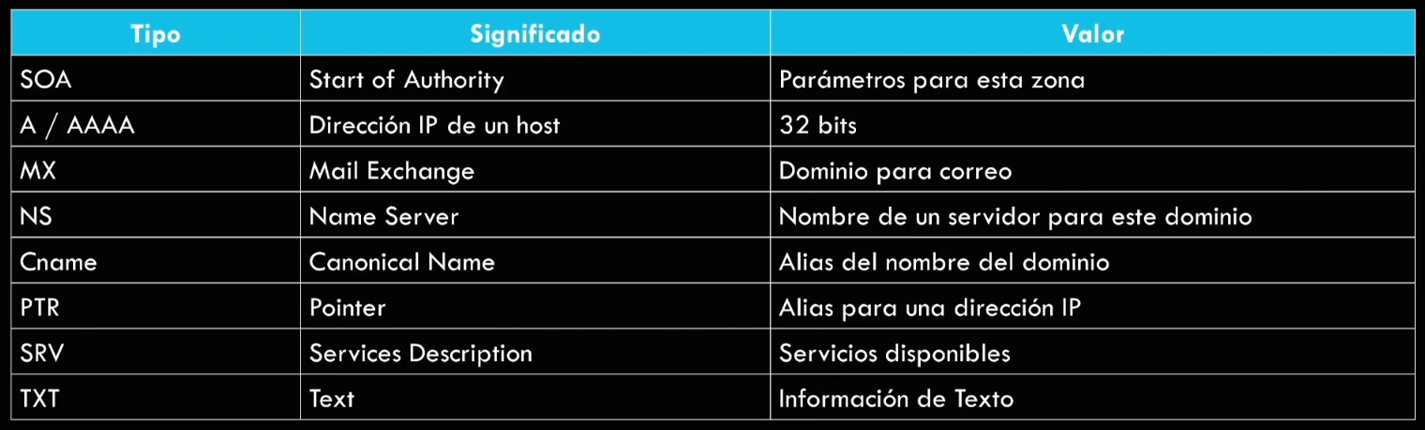 Tipo Significado Valor
SOA Start of Authority Parámetros para esta zona
A / AAAA Dirección IP de un host 32 bits
MX Mail Exchange Dominio para correo
NS Name Server Nombre de un servidor para este dominio
Cname Canonical Name Alias del nombre del dominio
PTR Pointer Alias para una dirección IP
SRV Services Description Servicios disponibles
TXT Text Información de Texto